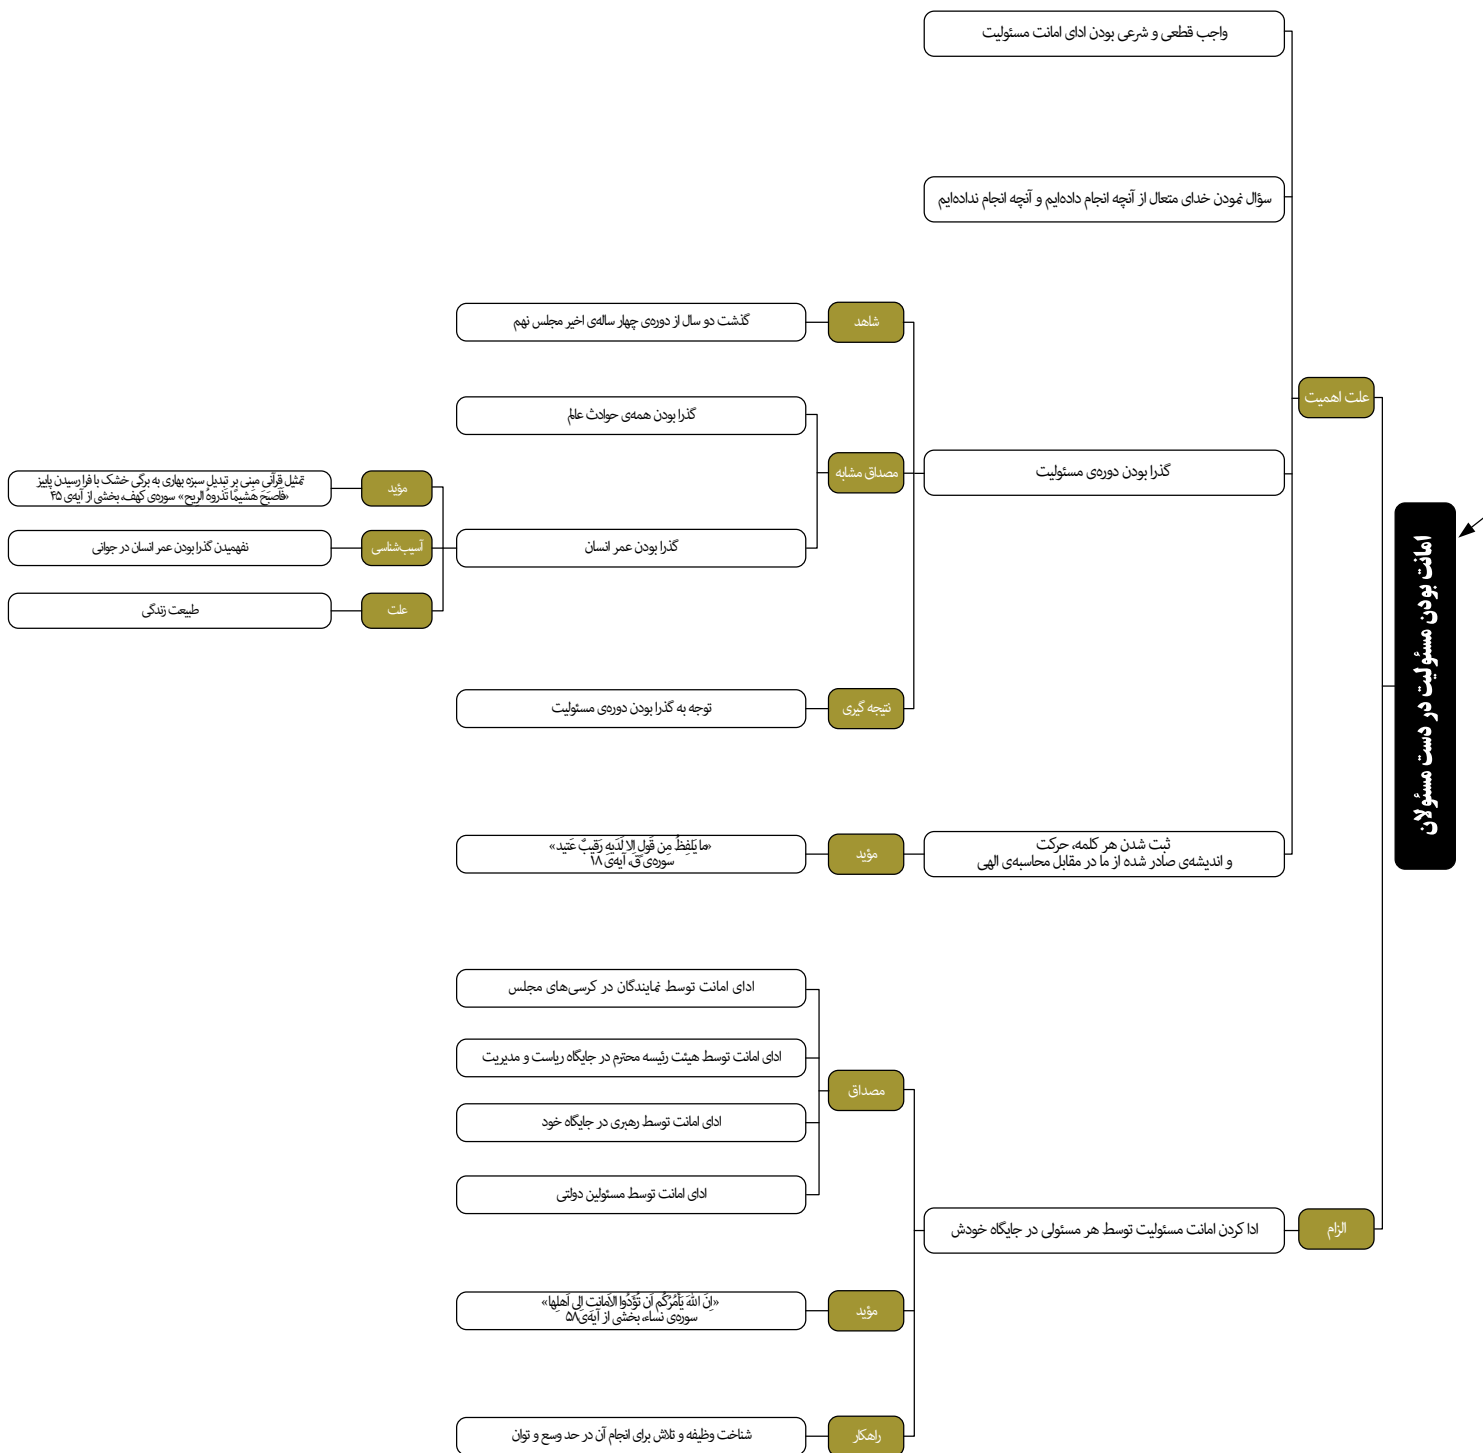 امانت بودن مسئولیت در دست مسئولان
علت اهمیت
واجب قطعی و شرعی بودن ادای امانت مسئولیت
سؤال نمودن خدای متعال از آنچه انجام داده‌ایم و آنچه انجام نداده‌ایم
گذرا بودن دوره‌ی مسئولیت
شاهد
گذشت دو سال از دوره‌ی چهار ساله‌ی اخیر مجلس نهم
مصداق مشابه
گذرا بودن همه‌ی حوادث عالم
گذرا بودن عمر انسان
مؤید
تمثیل قرآنی مبنی بر تبدیل سبزه بهاری به برگی خشک با فرا رسیدن پاییز
«فَاَصبَحَ هَشیمًا تَذروهُ الرِیح» سوره‌ی کهف، بخشی از آیه‌ی ۴۵
آسیب‌شناسی
نفهمیدن گذرا بودن عمر انسان در جوانی
علت
طبیعت زندگی
نتیجه گیری
توجه به گذرا بودن دوره‌ی مسئولیت
ثبت شدن هر کلمه، حرکت
و اندیشه‌ی صادر شده از ما در مقابل محاسبه‌ی الهی
مؤید
«ما یَلفِظُ مِن قَولٍ اِلا لَدَیهِ رَقیبٌ عَتید»
سوره‌ی ق، آیه‌ی ۱۸
الزام
ادا کردن امانت مسئولیت توسط هر مسئولی در جایگاه خودش
مصداق
ادای امانت توسط نمایندگان در کرسی‌های مجلس
ادای امانت توسط هیئت رئیسه محترم در جایگاه ریاست و مدیریت
ادای امانت توسط رهبری در جایگاه خود
ادای امانت توسط مسئولین دولتی
مؤید
«اِنَّ اللهَ یَأمُرُکُم اَن تُؤَدُّوا الاَمانتِ اِلی اَهلِها»
سوره‌ی نساء، بخشی از آیه‌ی۵۸
راهکار
شناخت وظیفه و تلاش برای انجام آن در حد وسع و توان